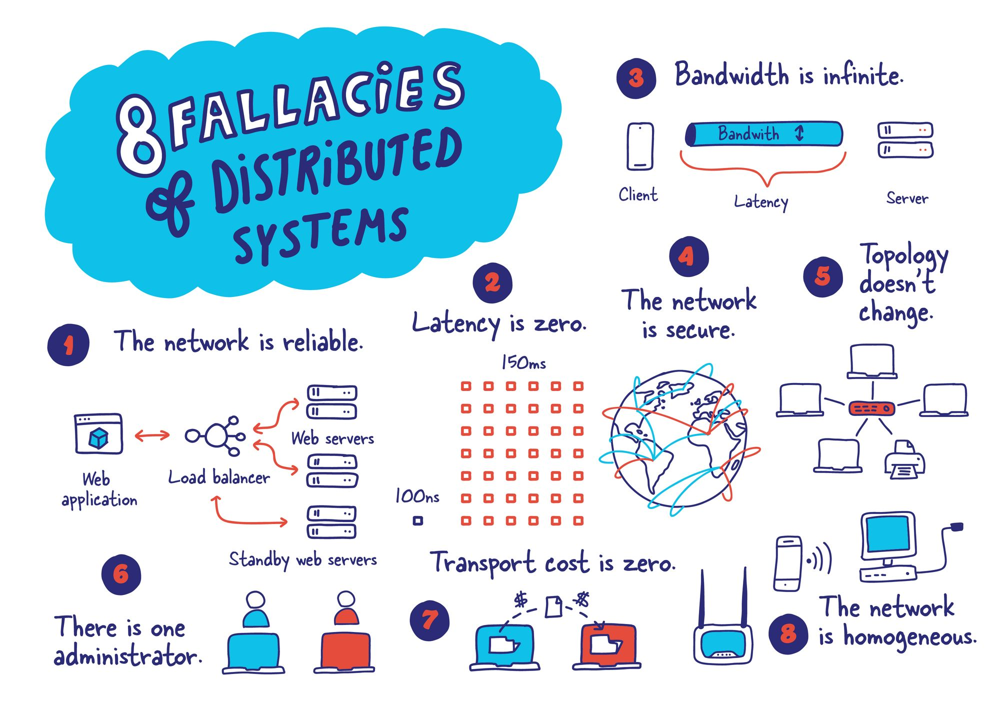 8 FALLACiES
of DiSTRiBUTED
SYSTEMS
1
The network is reliable.
Web
application
Load balancer
Web servers
Standby web servers
2
Latency is zero.
150ms
100ns
3
Bandwidth is infinite.
Bandwith
Client
Latency
Server
4
The network
is secure.
5
Topology
doesn't
change.
6
There is one
administrator.
7
Transport cost is zero.
$ $
8
The network
is homogeneous.